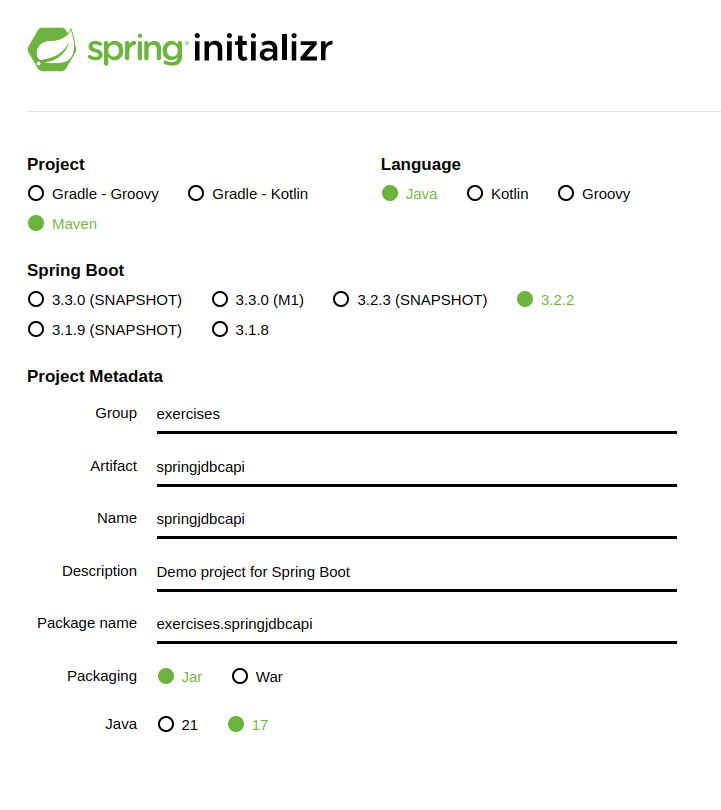 spring initializr
Project
Gradle - Groovy Gradle - Kotlin
Maven
Language
Java Kotlin Groovy
Spring Boot
3.3.0 (SNAPSHOT) 3.3.0 (M1) 3.2.3 (SNAPSHOT) 3.2.2
3.1.9 (SNAPSHOT) 3.1.8
Project Metadata
Group exercises
Artifact springjdbcapi
Name springjdbcapi
Description Demo project for Spring Boot
Package name exercises.springjdbcapi
Packaging Jar War
Java 21 17